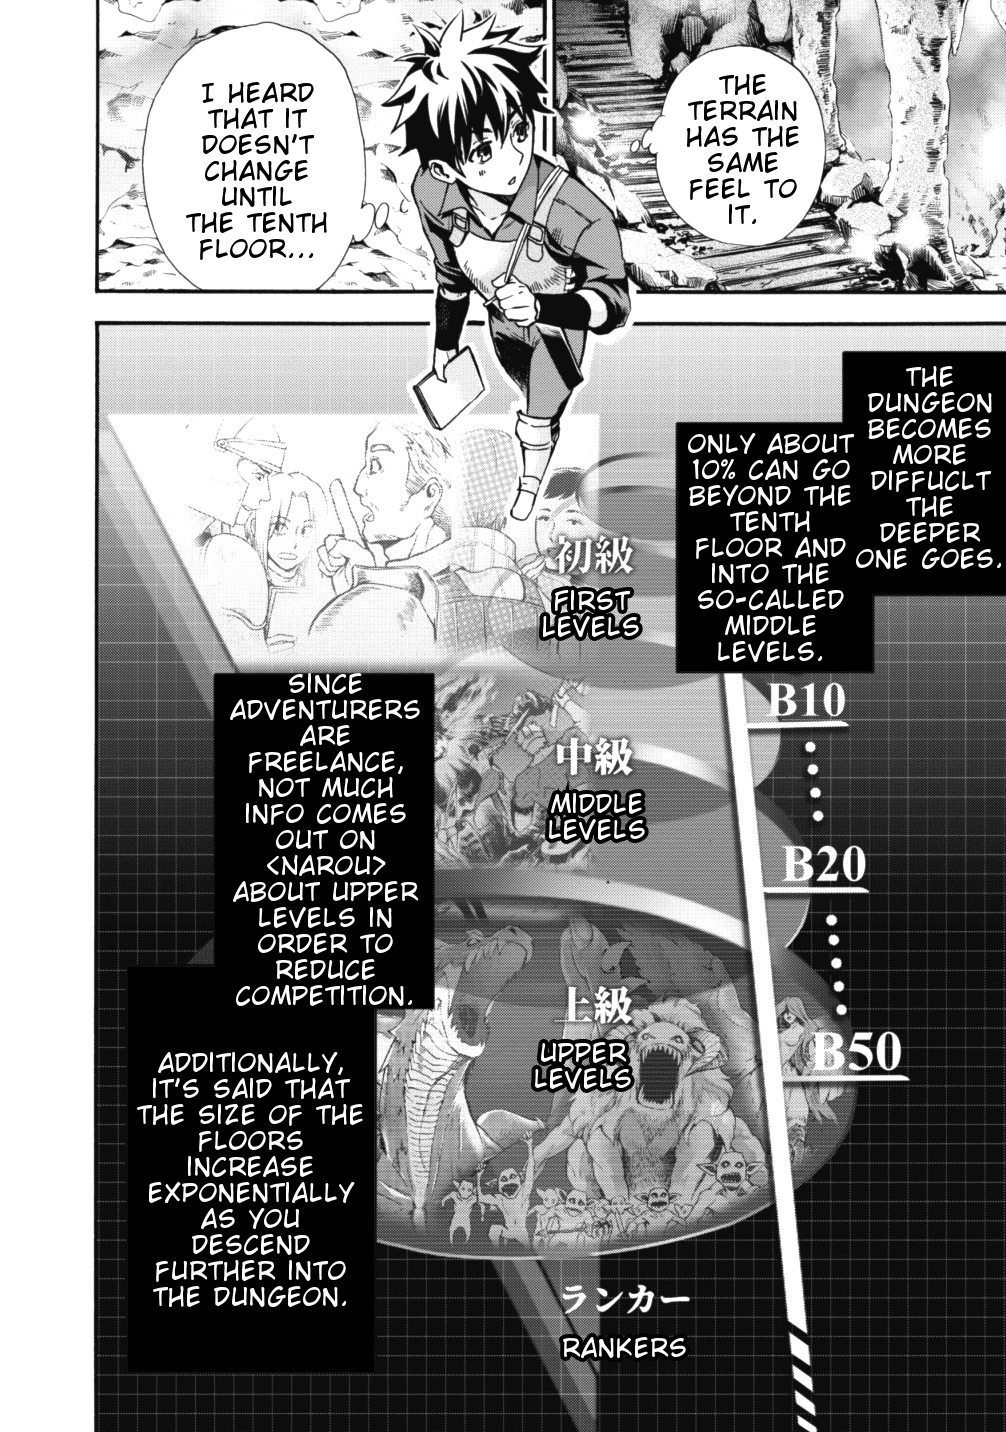 THE
TERRAIN
HAS THE
SAME
FEEL TO
IT.
I HEARD
THAT IT
DOESN'T
CHANGE
UNTIL
THE TENTH
FLOOR...
THE
DUNGEON
BECOMES
MORE
DIFFUCLT
THE
DEEPER
ONE GOES.
ONLY ABOUT
10% CAN GO
BEYOND THE
TENTH
FLOOR AND
INTO THE
SO-CALLED
MIDDLE
LEVELS.
初級
FIRST
LEVELS
B10
中級
MIDDLE
LEVELS
B20
SINCE
ADVENTURERS
ARE
FREELANCE,
NOT MUCH
INFO COMES
OUT ON
<NAROU>
ABOUT UPPER
LEVELS IN
ORDER TO
REDUCE
COMPETITION.
上級
UPPER
LEVELS
B50
ADDITIONALLY,
IT'S SAID THAT
THE SIZE OF THE
FLOORS
INCREASE
EXPONENTIALLY
AS YOU
DESCEND
FURTHER INTO
THE DUNGEON.
ランカー
RANKERS